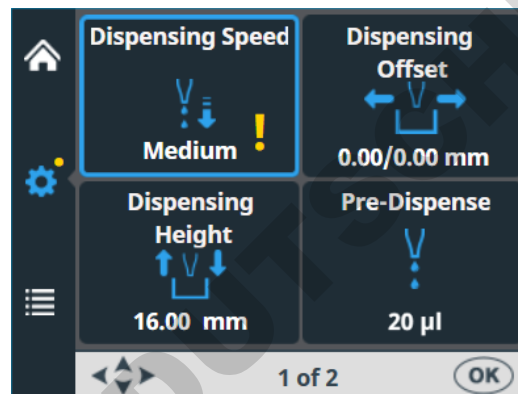 Dispensing Speed
Medium !
Dispensing
Offset
0.00/0.00 mm
Dispensing
Height
16.00 mm
Pre-Dispense
20 µl
1 of 2
OK